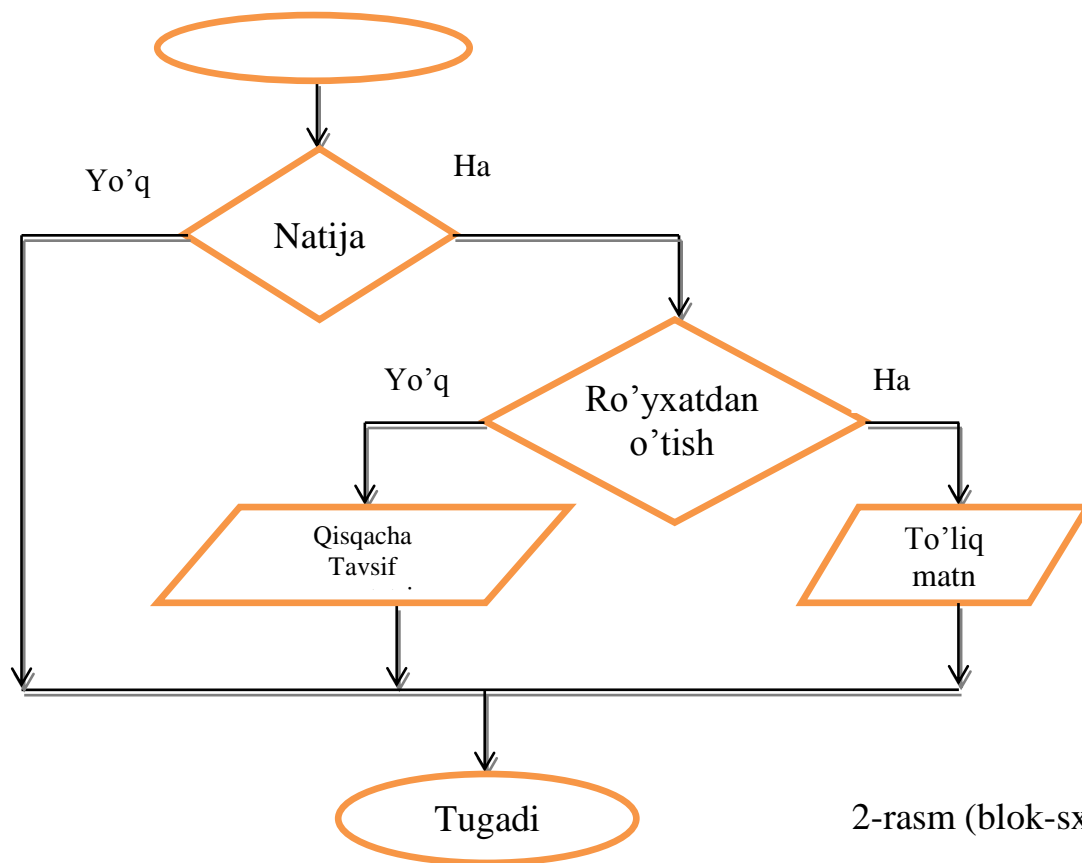 Yo’q
Ha
Natija
Yo’q
Ha
Ro’yxatdan
o’tish
Qisqacha
Tavsif
.
To’liq
matn
Tugadi
2-rasm (blok-sx